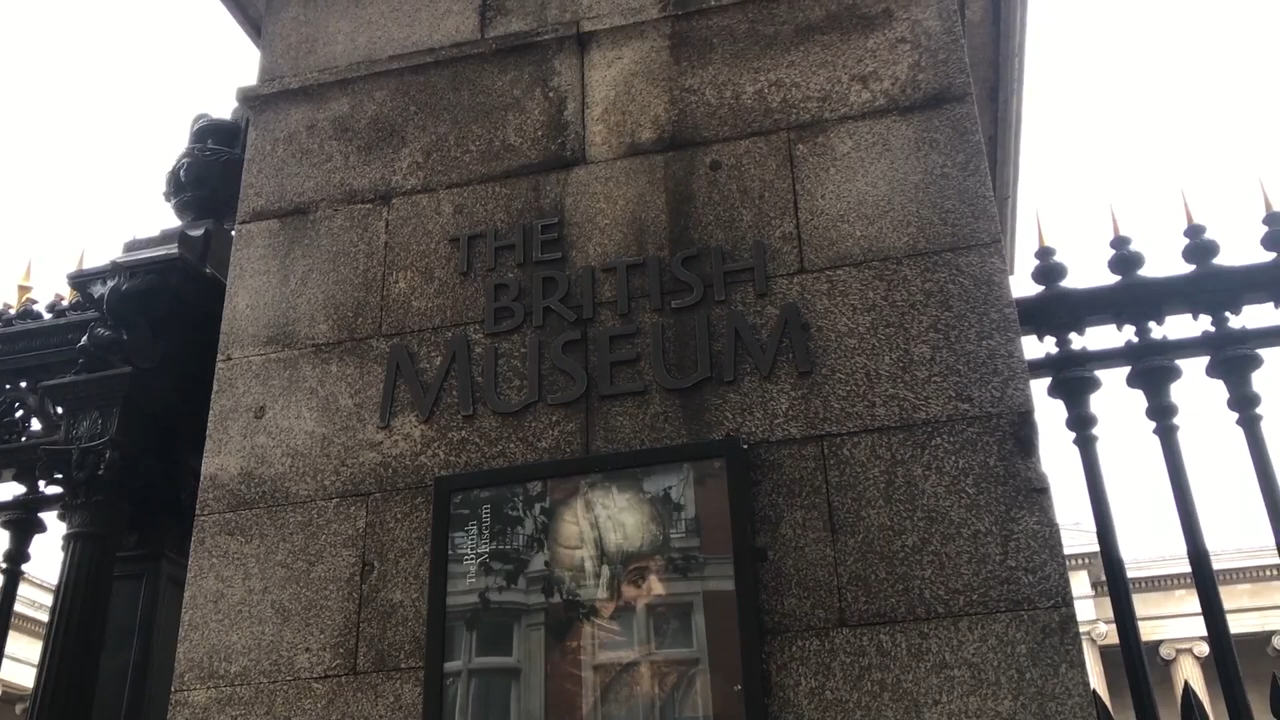 THE
BRITISH
MUSEUM
The British
Museum